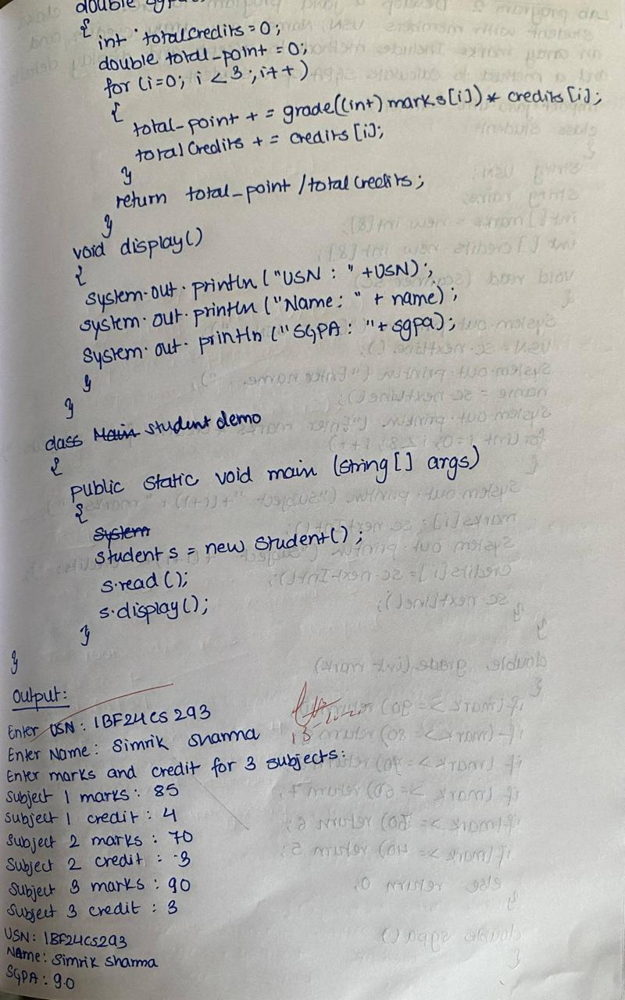 double
{
int totalcredits = 0;
double total-point = 0;
for (i=0; i<3; i++)
{
total-point += grade((int) marks[i]) * credits[i];
total Credits += credits[i];
}
return total_point / total Credits;
}
void display()
{
system.out.println ("USN : " +USN);
system.out.println ("Name: " + name);
System.out.println ("SGPA: "+ sgpa);
}
}
class Main student demo
{
public static void main (string[] args)
{
System
student s = new Student();
s.read();
s.display();
}
}
Output:
Enter USN: 1BF24CS293
Enter Name: Simrik Sharma
Enter marks and credit for 3 subjects:
Subject 1 marks: 85
Subject 1 credit: 4
Subject 2 marks: 70
Subject 2 credit: 3
Subject 3 marks: 90
Subject 3 credit: 3
USN: 1BF24CS293
Name: Simrik Sharma
SGPA: 9.0